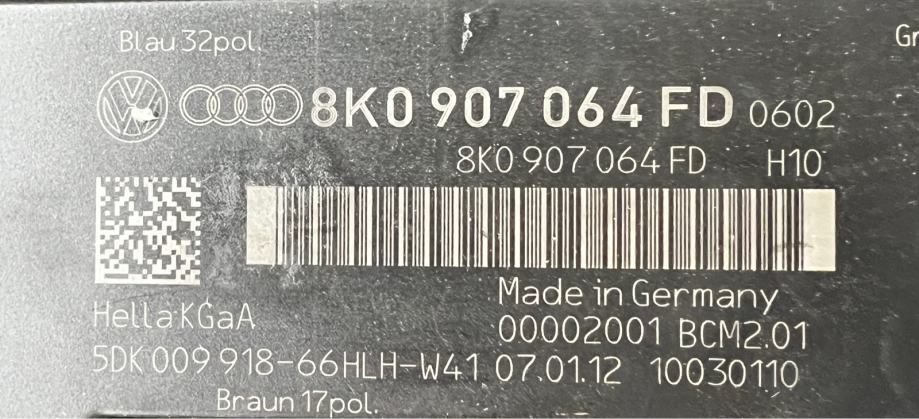 Blau 32pol.
Gr
8K0 907 064 FD 0602
8K0 907 064 FD H10
Made in Germany
Hella KGaA
00002001 BCM2.01
5DK 009 918-66HLH-W41 07.01.12 10030110
Braun 17pol.